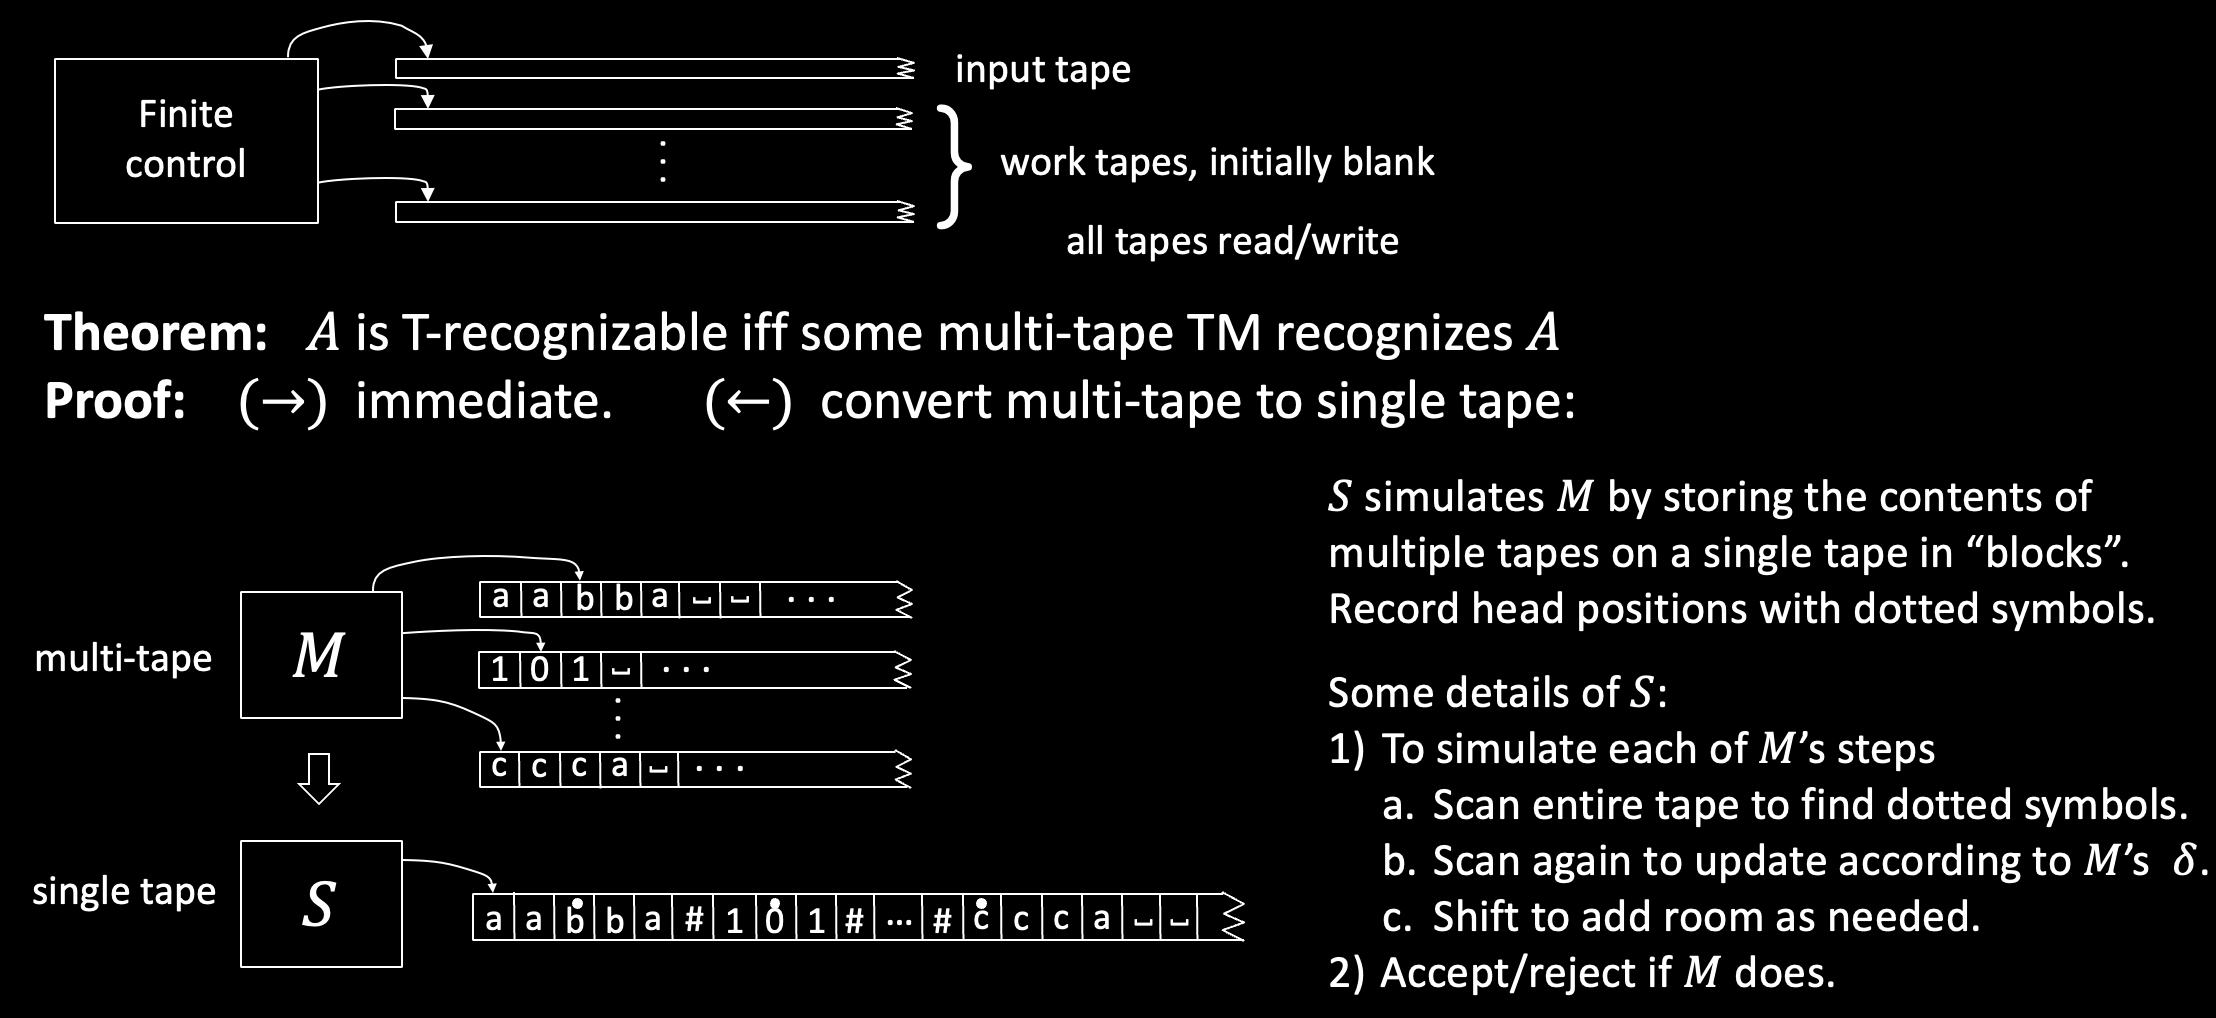 Finite
control
input tape
work tapes, initially blank
all tapes read/write
Theorem: A is T-recognizable iff some multi-tape TM recognizes A
Proof: (→) immediate. (←) convert multi-tape to single tape:
S simulates M by storing the contents of
multiple tapes on a single tape in “blocks”.
Record head positions with dotted symbols.
Some details of S:
1) To simulate each of M’s steps
a. Scan entire tape to find dotted symbols.
b. Scan again to update according to M’s δ.
c. Shift to add room as needed.
2) Accept/reject if M does.
multi-tape
M
a a b b a ␣ ␣ ...
1 0 1 ␣ ...
c c c a ␣ ...
single tape
S
a a ḃ b a # 1 0̇ 1 # ... # ċ c c a ␣ ␣